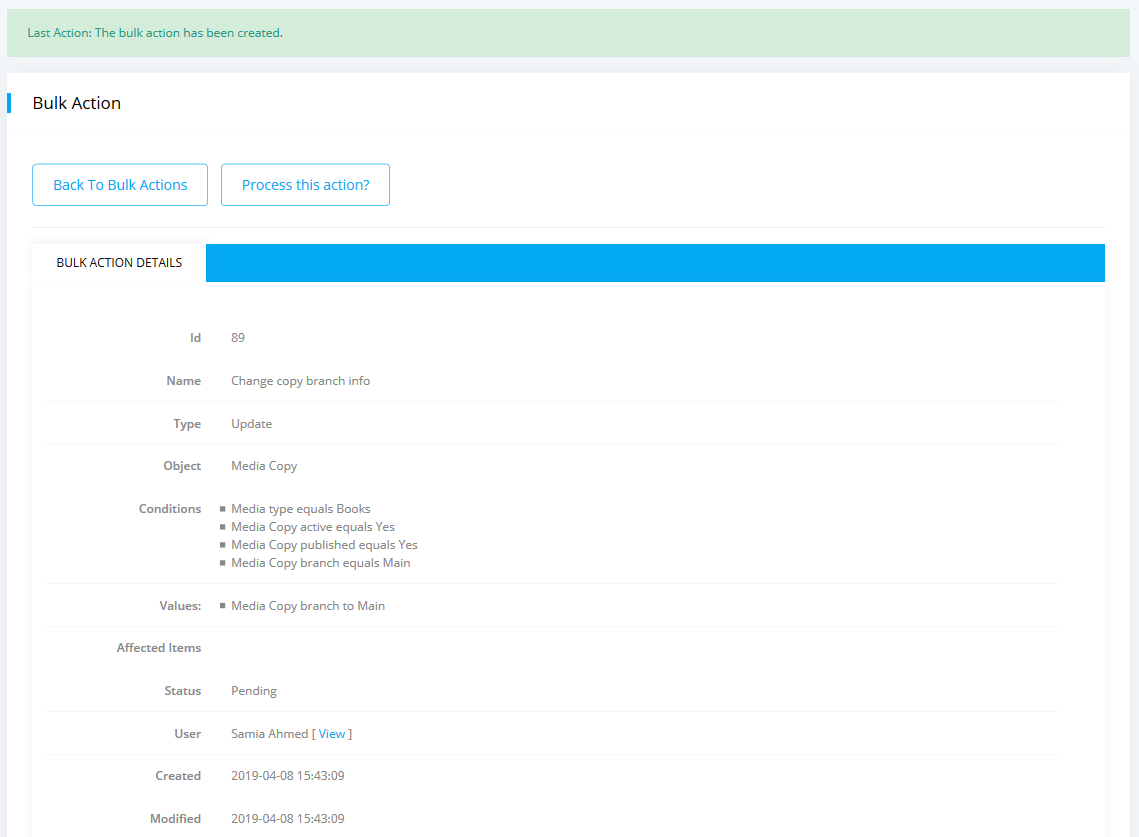 Last Action: The bulk action has been created.
Bulk Action
Back To Bulk Actions Process this action?
BULK ACTION DETAILS
Id 89
Name Change copy branch info
Type Update
Object Media Copy
Conditions ▪ Media type equals Books
▪ Media Copy active equals Yes
▪ Media Copy published equals Yes
▪ Media Copy branch equals Main
Values: ▪ Media Copy branch to Main
Affected Items
Status Pending
User Samia Ahmed [ View ]
Created 2019-04-08 15:43:09
Modified 2019-04-08 15:43:09